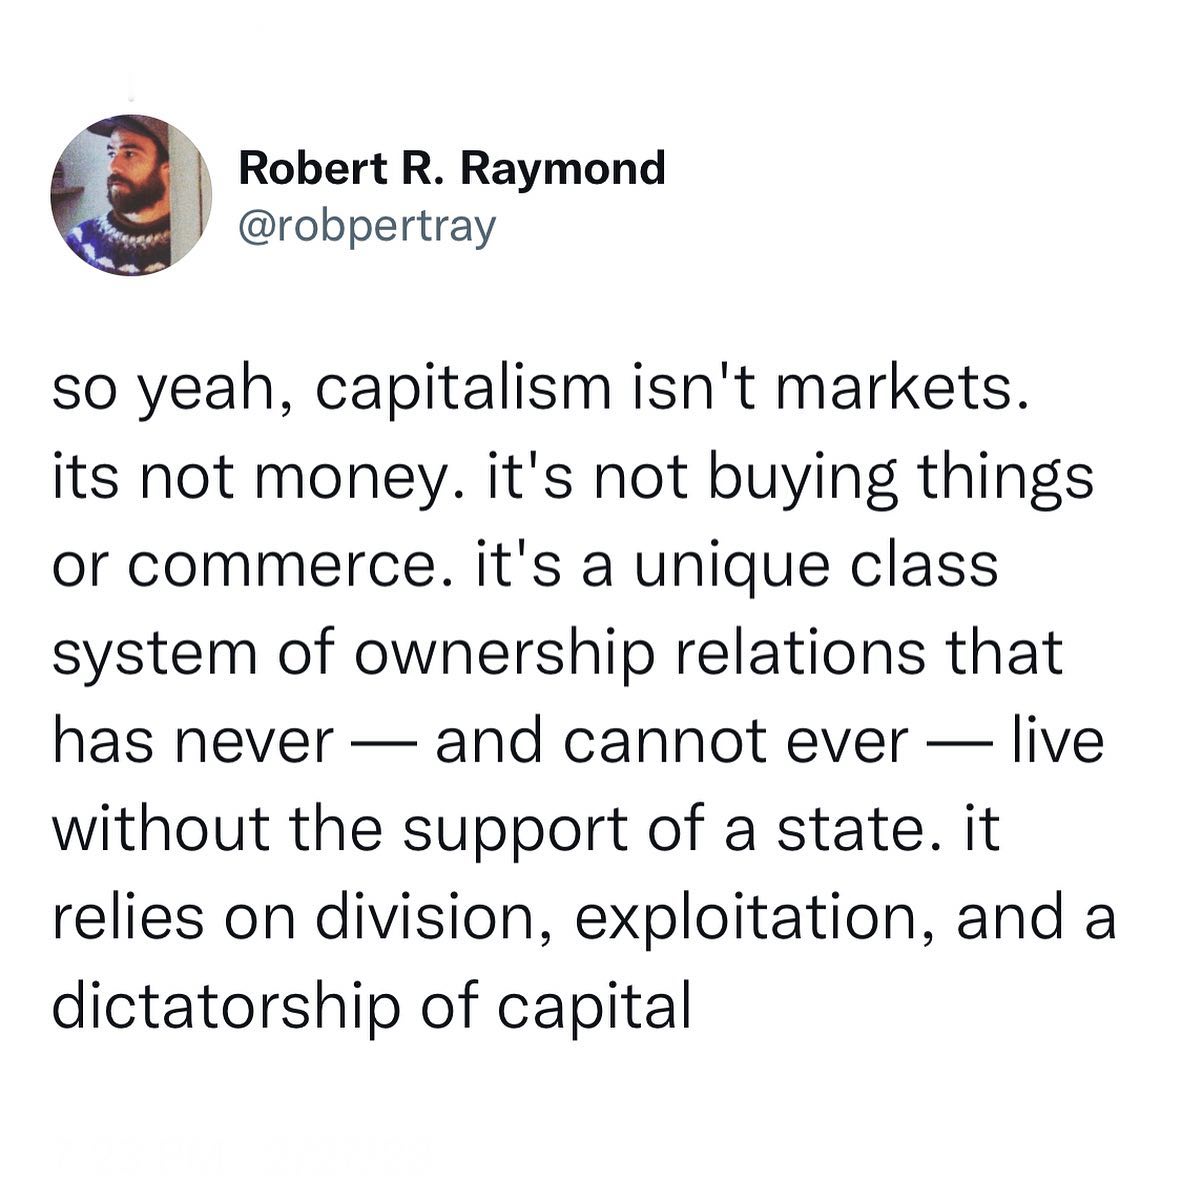 Robert R. Raymond
@robpertray
so yeah, capitalism isn't markets.
its not money. it's not buying things
or commerce. it's a unique class
system of ownership relations that
has never — and cannot ever — live
without the support of a state. it
relies on division, exploitation, and a
dictatorship of capital